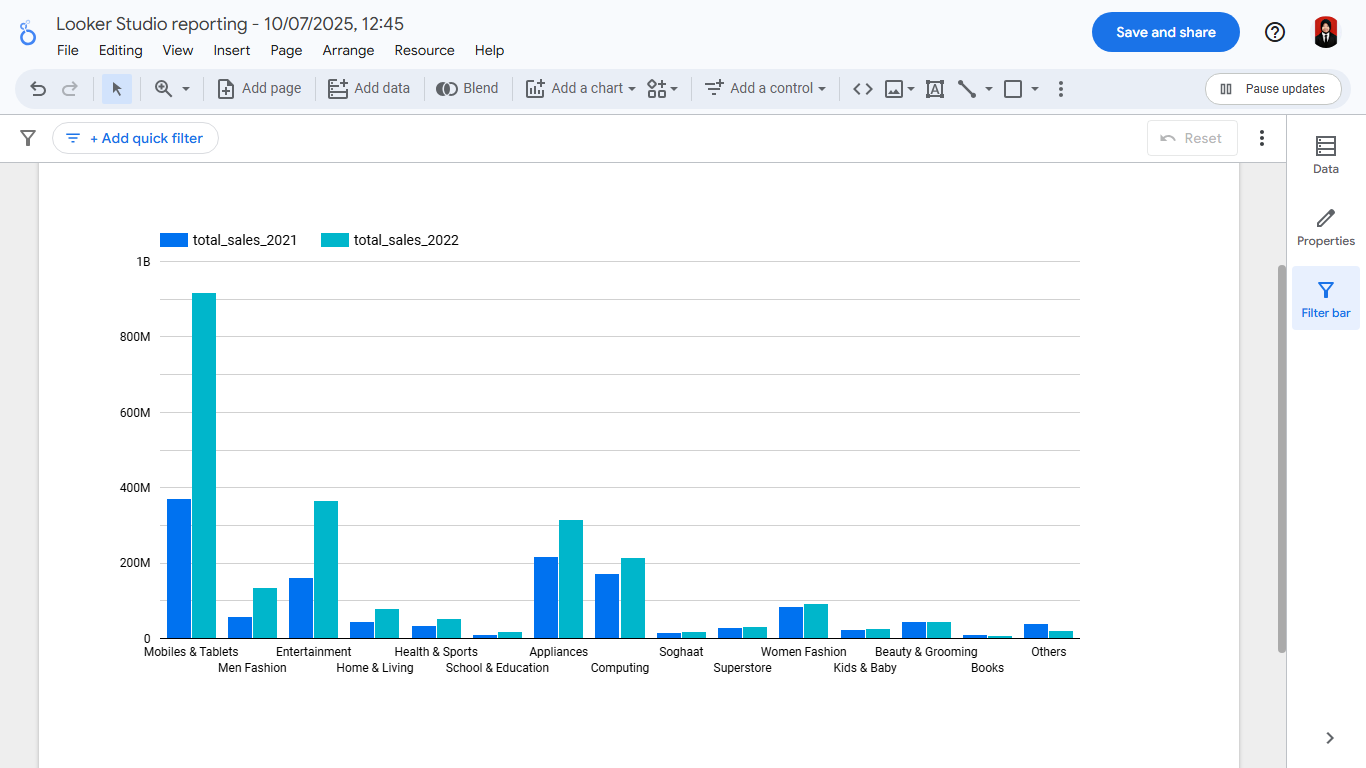 Looker Studio reporting - 10/07/2025, 12:45
File Editing View Insert Page Arrange Resource Help
Save and share
Add page Add data Blend Add a chart Add a control Pause updates
+ Add quick filter
Reset
Data
Properties
Filter bar
total_sales_2021 total_sales_2022
1B
800M
600M
400M
200M
0
Mobiles & Tablets Entertainment Health & Sports Appliances Soghaat Women Fashion Beauty & Grooming Others
Men Fashion Home & Living School & Education Computing Superstore Kids & Baby Books